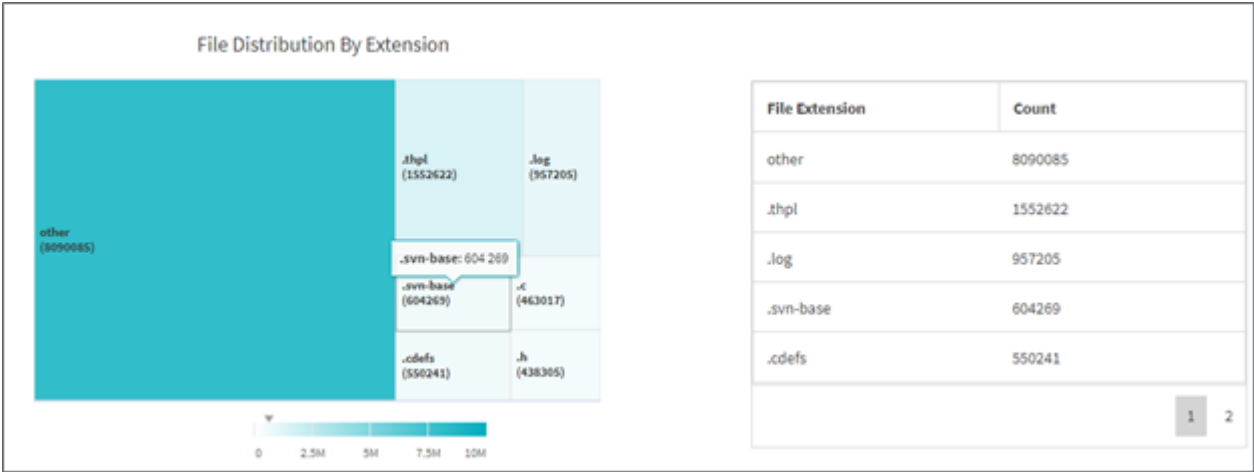 File Distribution By Extension
other
(8090085)
.thpl
(1552622)
.log
(957205)
.svn-base: 604 269
.svn-base
(604269)
.c
(463017)
.cdefs
(550241)
.h
(438305)
0 2.5M 5M 7.5M 10M
File Extension Count
other 8090085
.thpl 1552622
.log 957205
.svn-base 604269
.cdefs 550241
1 2